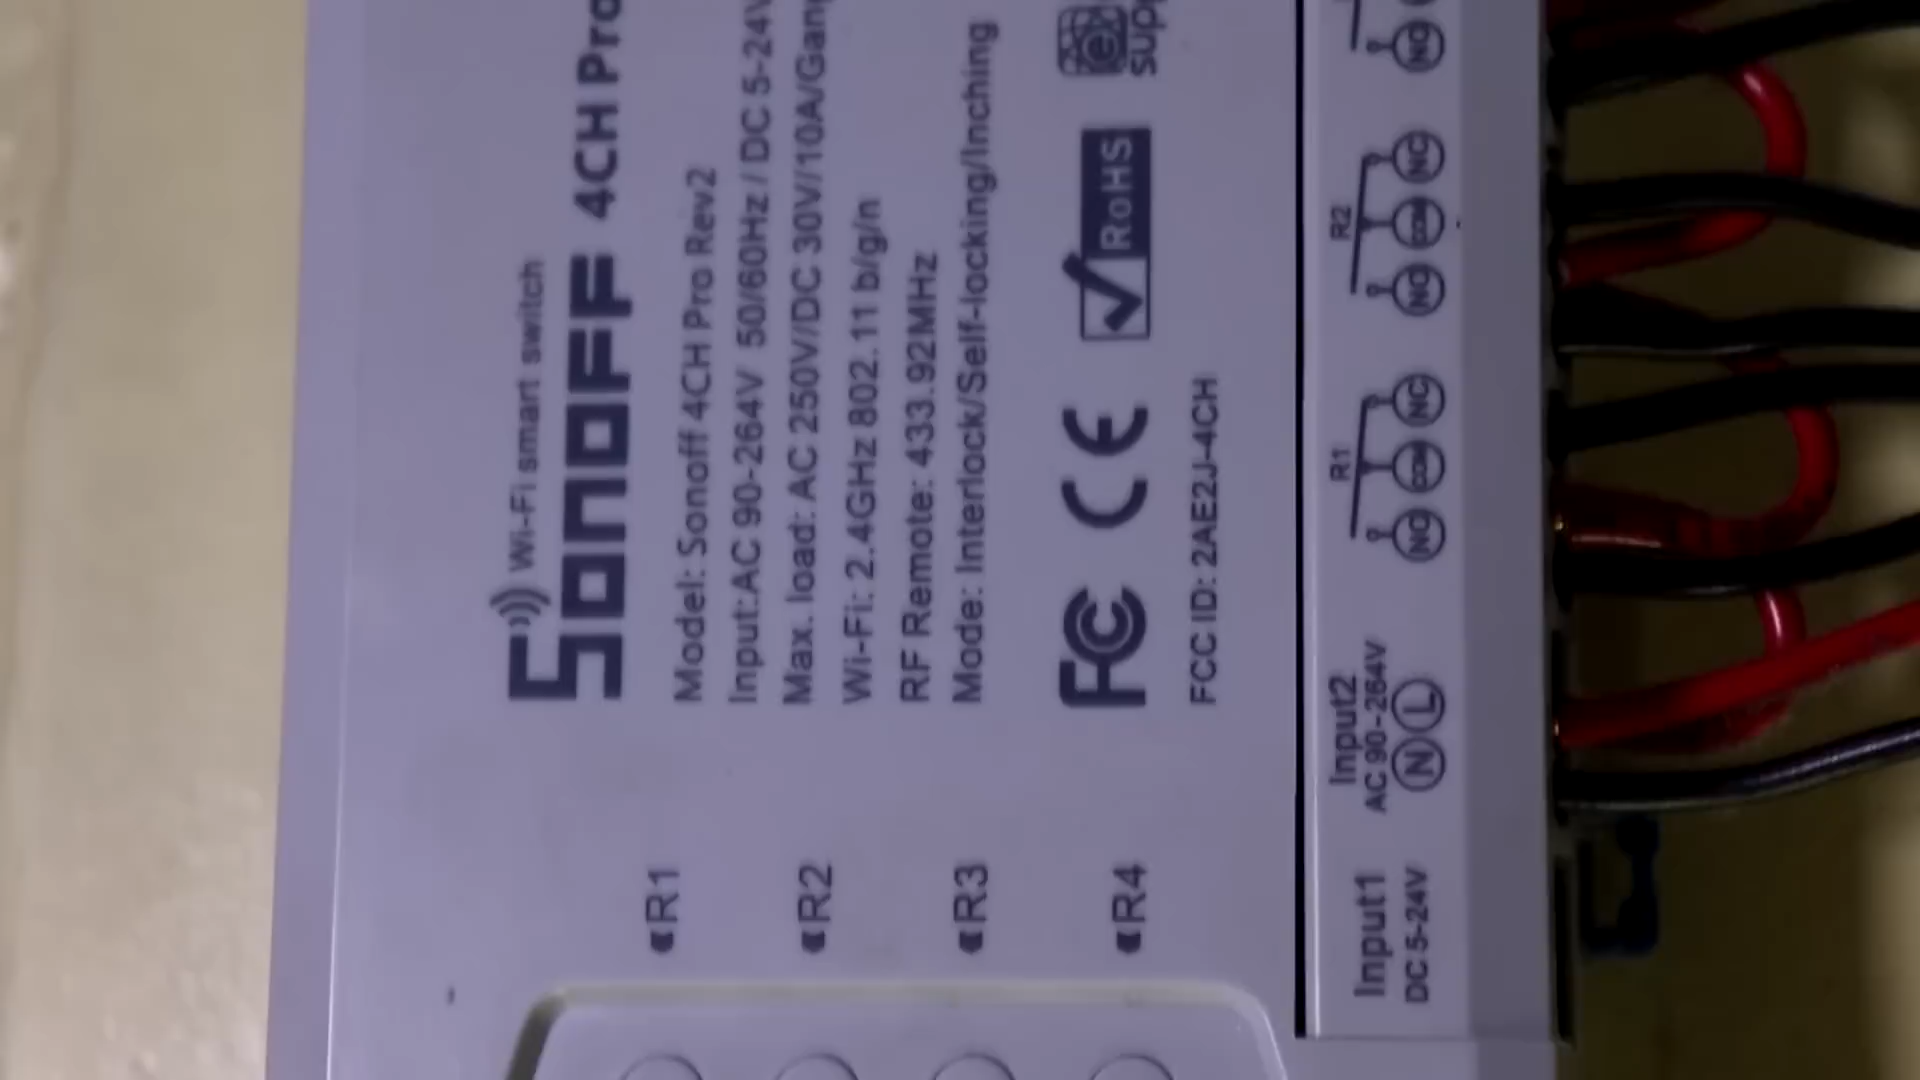 Wi-Fi smart switch
SONOFF 4CH Pro
Model: Sonoff 4CH Pro Rev2
Input:AC 90-264V 50/60Hz / DC 5-24V
Max. load: AC 250V/DC 30V/10A/Gang
Wi-Fi: 2.4GHz 802.11 b/g/n
RF Remote: 433.92MHz
Mode: Interlock/Self-locking/Inching
FC CE RoHS
FCC ID: 2AE2J-4CH
R1
R2
R3
R4
Input1
DC 5-24V
Input2
AC 90-264V
N L
R1
NO COM NC
R2
NO COM NC
NO